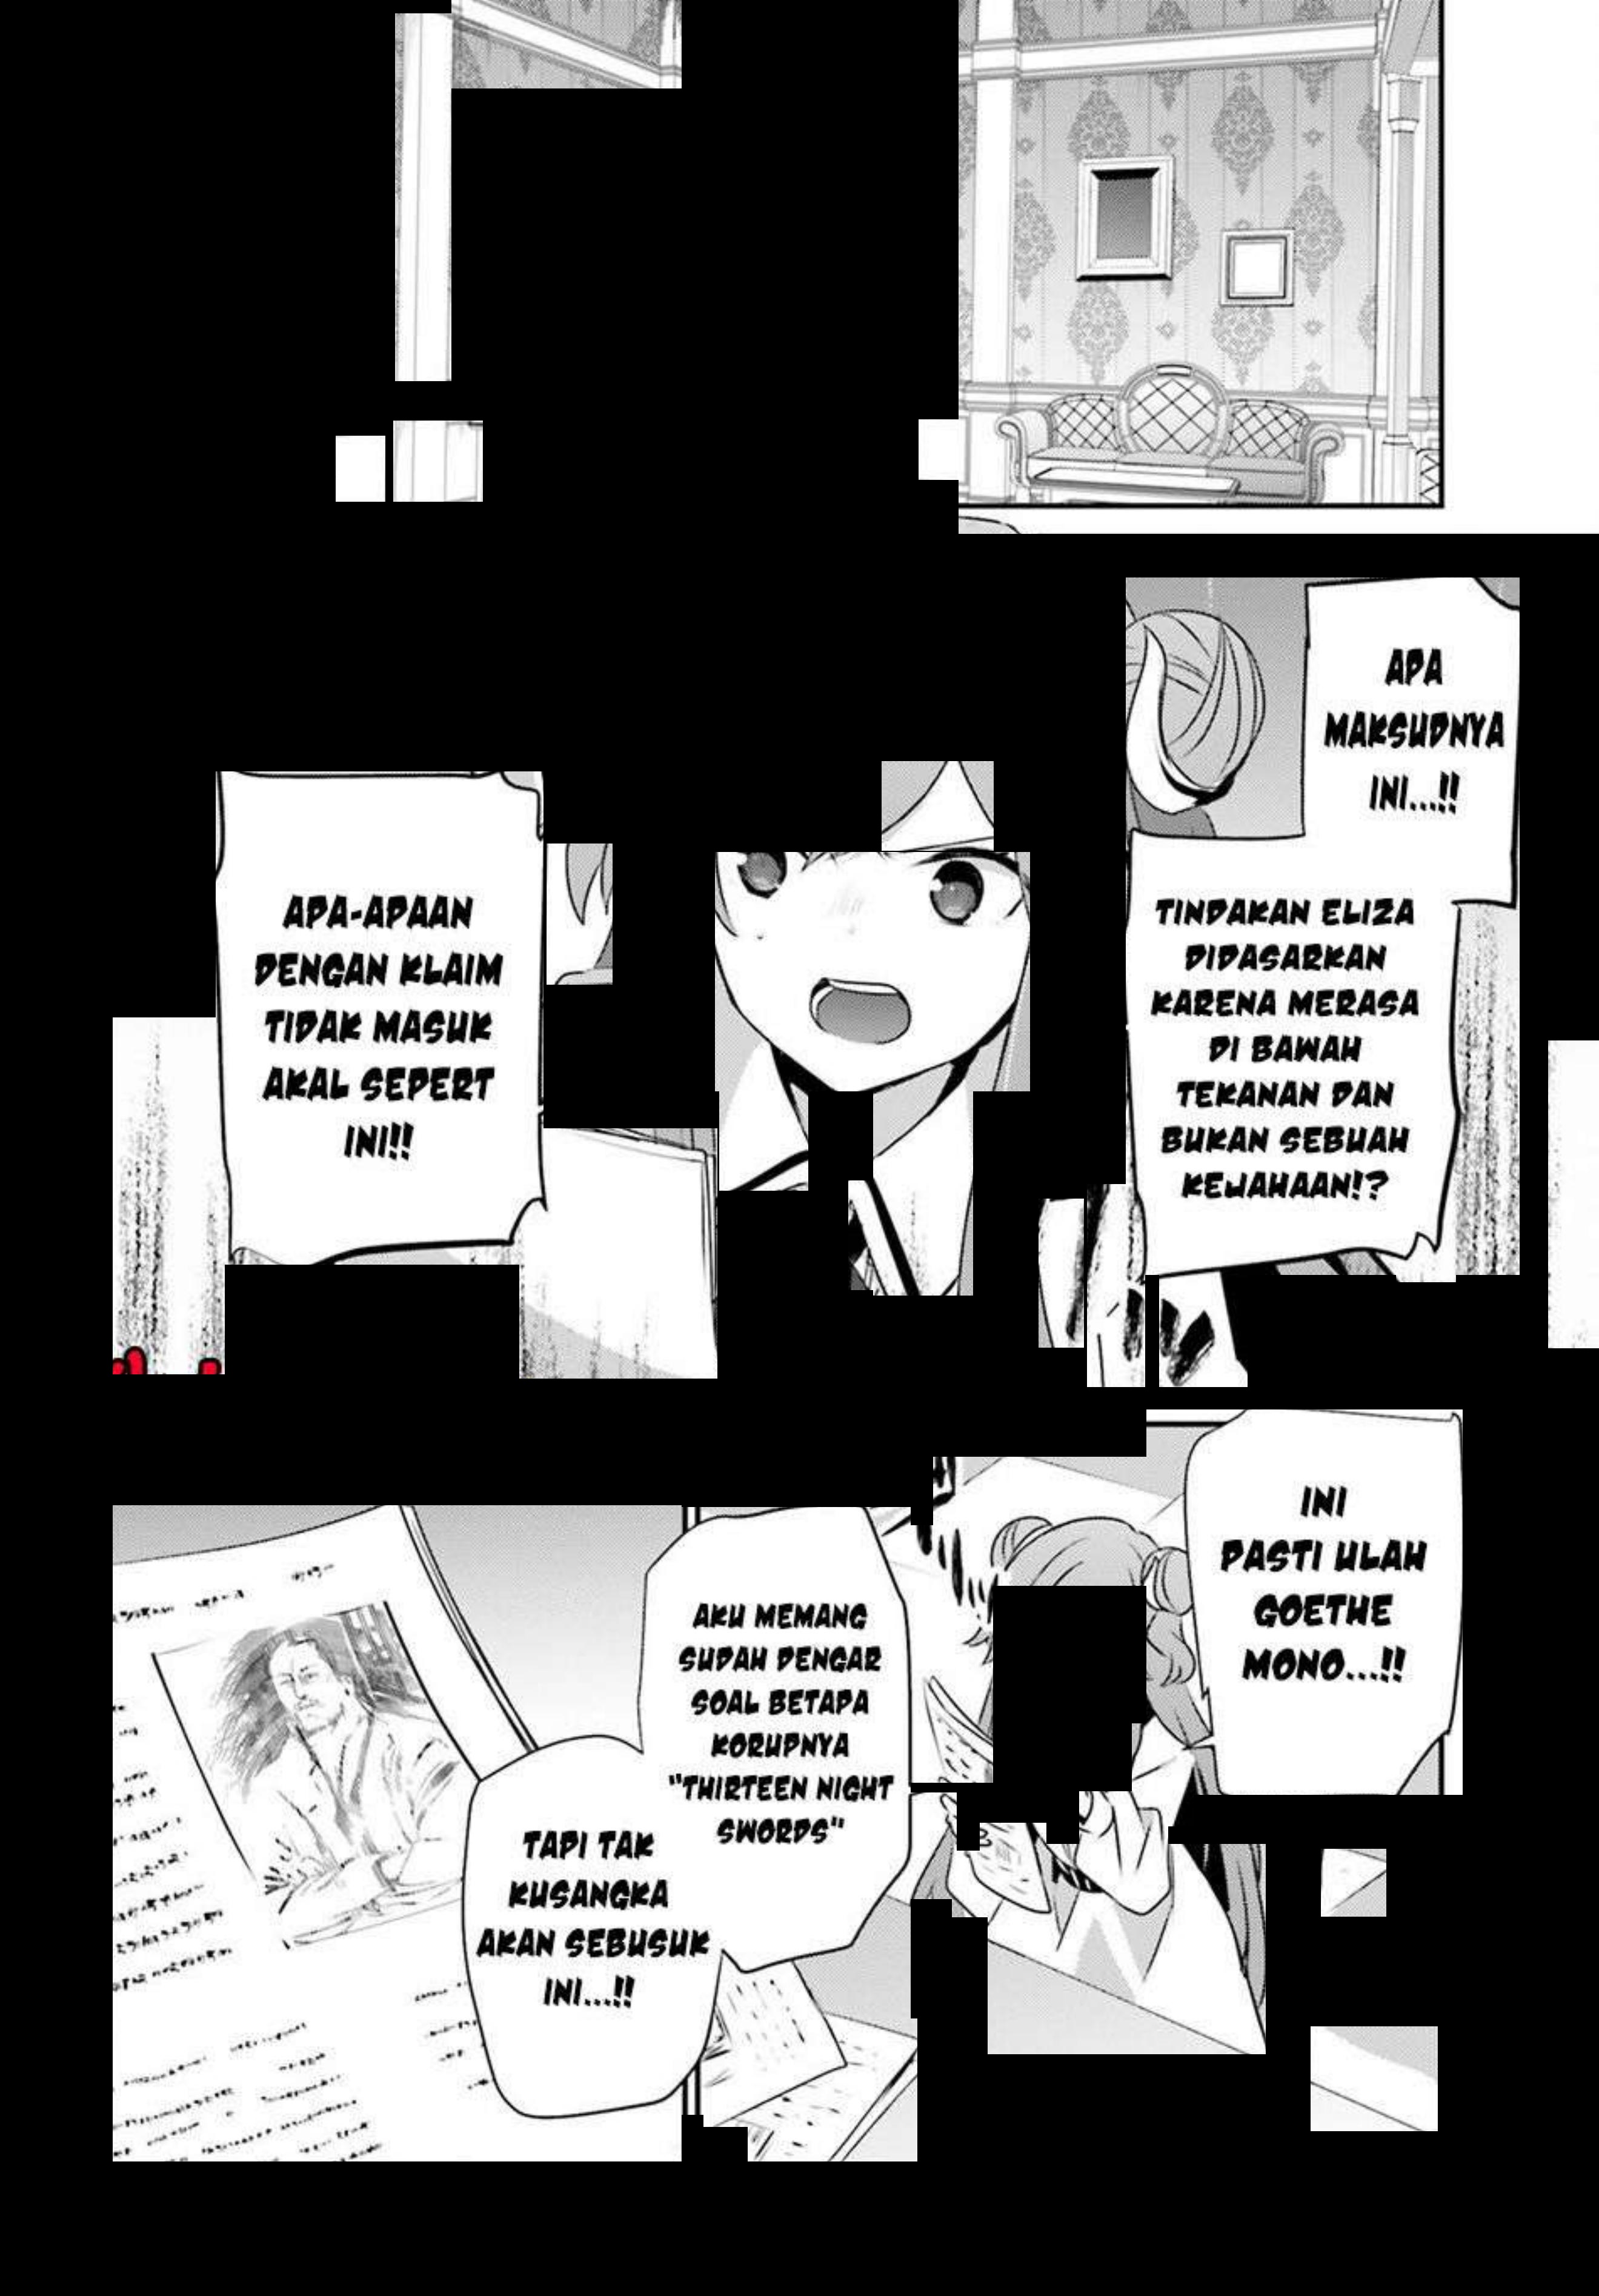 APA
MAKSUDNYA
INI...!!
TINDAKAN ELIZA
DIDASARKAN
KARENA MERASA
DI BAWAH
TEKANAN DAN
BUKAN SEBUAH
KEJAHAAN!?
APA-APAAN
DENGAN KLAIM
TIDAK MASUK
AKAL SEPERT
INI!!
INI
PASTI ULAH
GOETHE
MONO...!!
AKU MEMANG
SUDAH DENGAR
SOAL BETAPA
KORUPNYA
"THIRTEEN NIGHT
SWORDS"
TAPI TAK
KUSANGKA
AKAN SEBUSUK
INI...!!